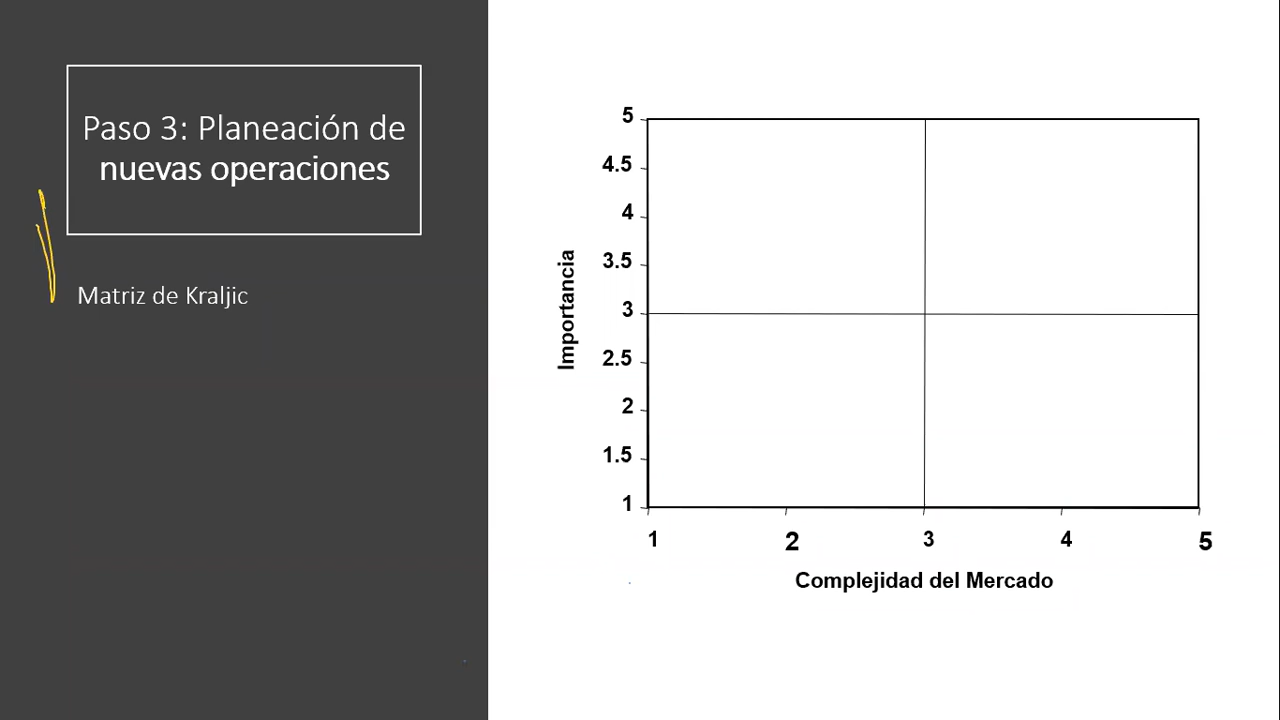 Paso 3: Planeación de
nuevas operaciones
Matriz de Kraljic
5
4.5
4
3.5
3
2.5
2
1.5
1
Importancia
1 2 3 4 5
Complejidad del Mercado